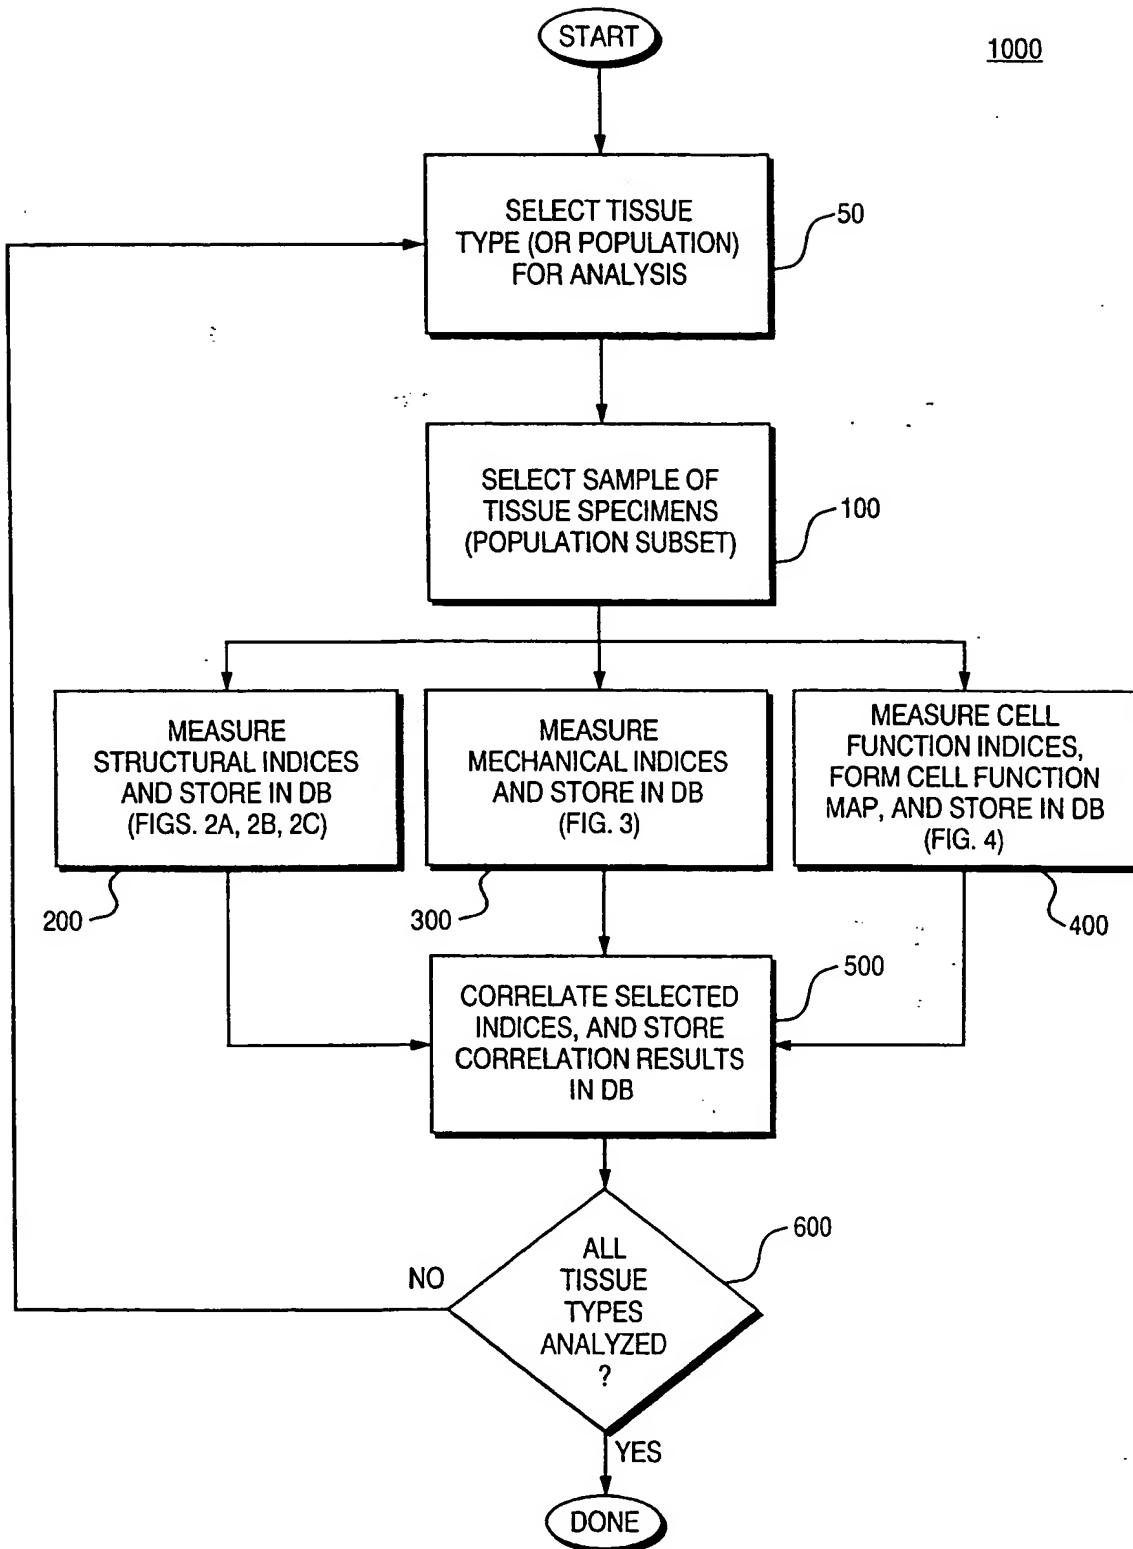 START
1000
SELECT TISSUE
TYPE (OR POPULATION)
FOR ANALYSIS
50
SELECT SAMPLE OF
TISSUE SPECIMENS
(POPULATION SUBSET)
100
MEASURE
STRUCTURAL INDICES
AND STORE IN DB
(FIGS. 2A, 2B, 2C)
200
MEASURE
MECHANICAL INDICES
AND STORE IN DB
(FIG. 3)
300
MEASURE CELL
FUNCTION INDICES,
FORM CELL FUNCTION
MAP, AND STORE IN DB
(FIG. 4)
400
CORRELATE SELECTED
INDICES, AND STORE
CORRELATION RESULTS
IN DB
500
ALL
TISSUE
TYPES
ANALYZED
?
600
NO
YES
DONE